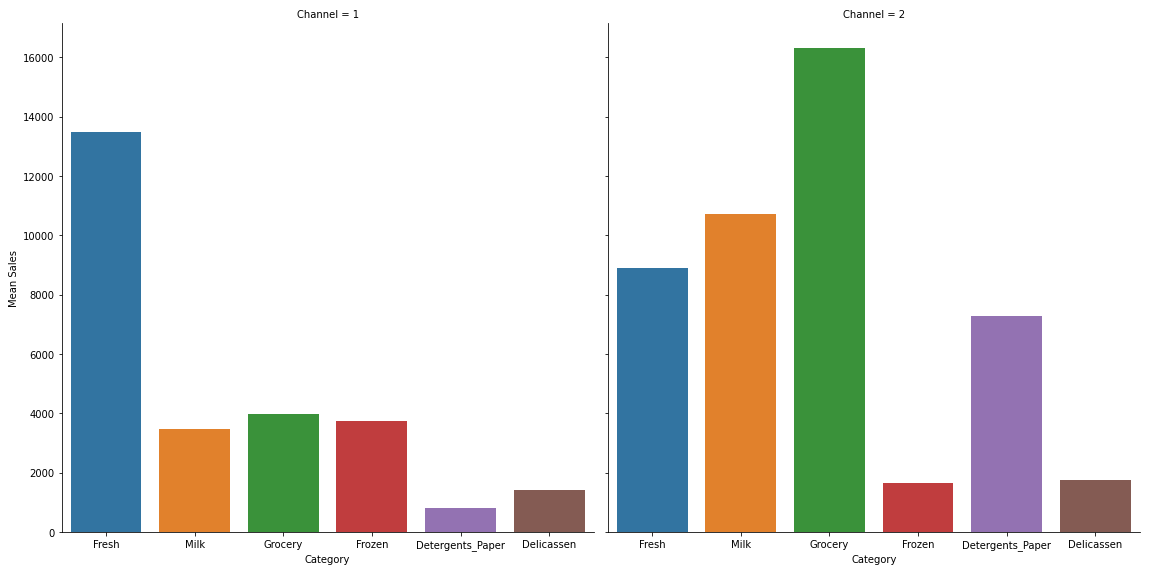 Channel = 1
Channel = 2
Mean Sales
16000
14000
12000
10000
8000
6000
4000
2000
0
Fresh Milk Grocery Frozen Detergents_Paper Delicassen
Category
Fresh Milk Grocery Frozen Detergents_Paper Delicassen
Category